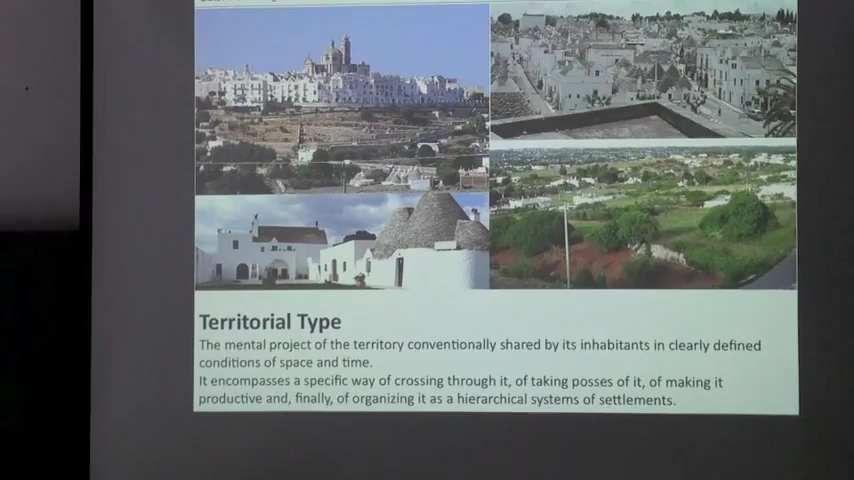 Territorial Type
The mental project of the territory conventionally shared by its inhabitants in clearly defined
conditions of space and time.
It encompasses a specific way of crossing through it, of taking posses of it, of making it
productive and, finally, of organizing it as a hierarchical systems of settlements.